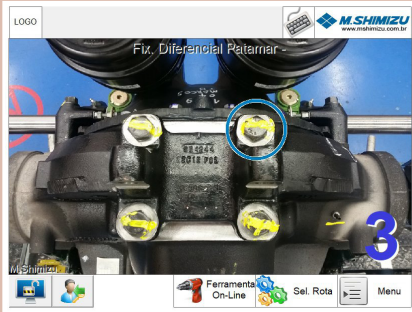 LOGO
M.SHIMIZU
www.mshimizu.com.br
Fix. Diferencial Patamar -
3
M.Shimizu
Ferramenta
On-Line
Sel. Rota
Menu